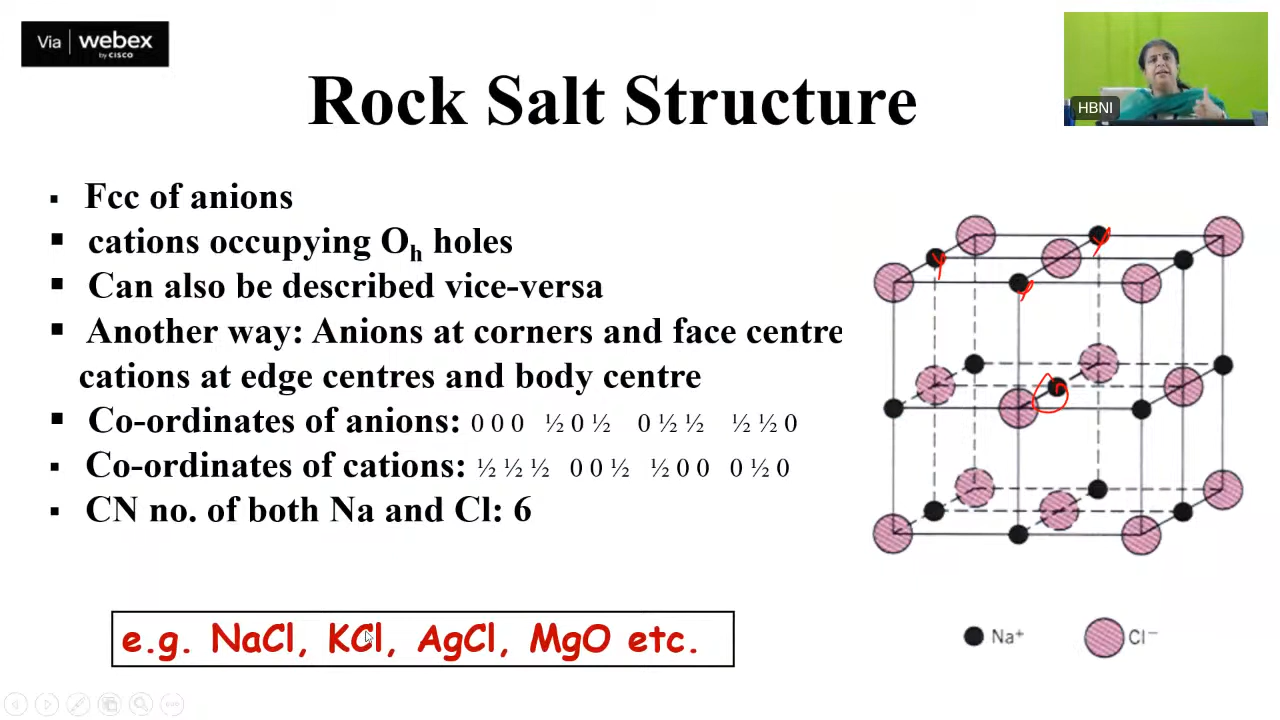 Via webex
by CISCO
HBNI
Rock Salt Structure
▪ Fcc of anions
▪ cations occupying Oh holes
▪ Can also be described vice-versa
▪ Another way: Anions at corners and face centre
cations at edge centres and body centre
▪ Co-ordinates of anions: 0 0 0 ½ 0 ½ 0 ½ ½ ½ ½ 0
▪ Co-ordinates of cations: ½ ½ ½ 0 0 ½ ½ 0 0 0 ½ 0
▪ CN no. of both Na and Cl: 6
e.g. NaCl, KCl, AgCl, MgO etc.
Na⁺ Cl⁻